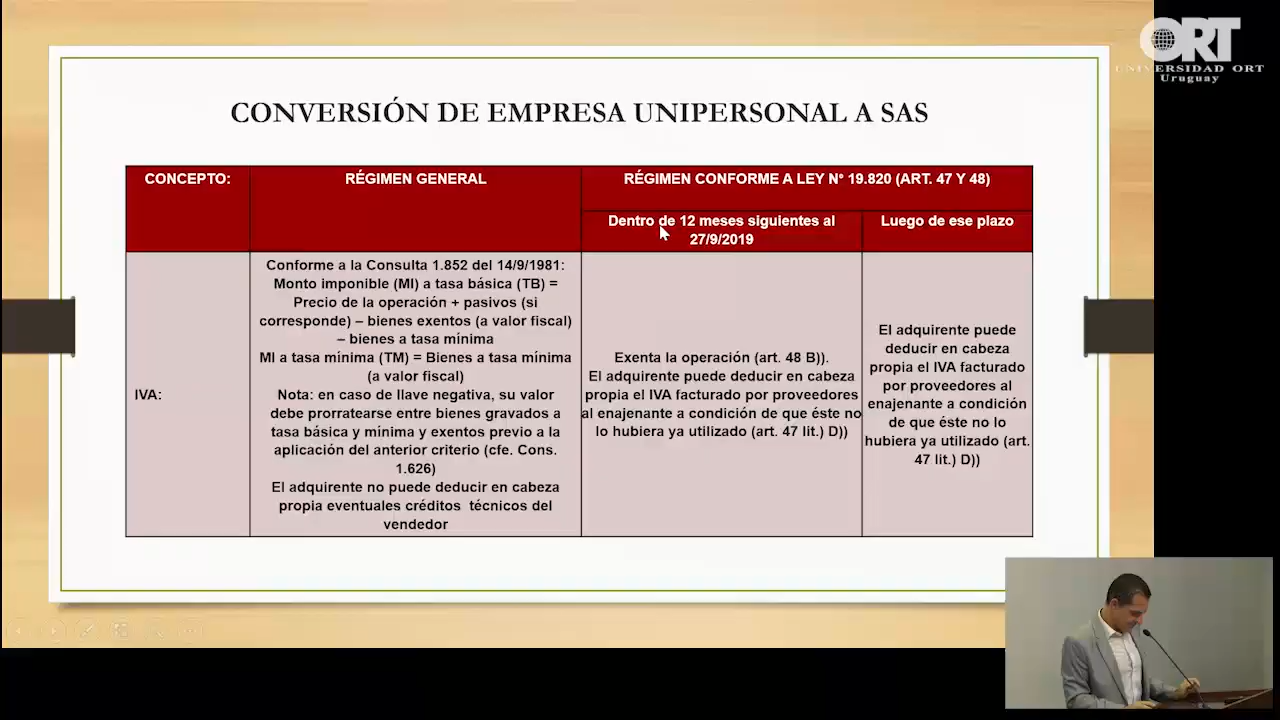 ORT
UNIVERSIDAD ORT
Uruguay
CONVERSIÓN DE EMPRESA UNIPERSONAL A SAS
CONCEPTO:
RÉGIMEN GENERAL
RÉGIMEN CONFORME A LEY N° 19.820 (ART. 47 Y 48)
Dentro de 12 meses siguientes al
27/9/2019
Luego de ese plazo
IVA:
Conforme a la Consulta 1.852 del 14/9/1981:
Monto imponible (MI) a tasa básica (TB) =
Precio de la operación + pasivos (si
corresponde) – bienes exentos (a valor fiscal)
– bienes a tasa mínima
MI a tasa mínima (TM) = Bienes a tasa mínima
(a valor fiscal)
Nota: en caso de llave negativa, su valor
debe prorratearse entre bienes gravados a
tasa básica y mínima y exentos previo a la
aplicación del anterior criterio (cfe. Cons.
1.626)
El adquirente no puede deducir en cabeza
propia eventuales créditos técnicos del
vendedor
Exenta la operación (art. 48 B)).
El adquirente puede deducir en cabeza
propia el IVA facturado por proveedores
al enajenante a condición de que éste no
lo hubiera ya utilizado (art. 47 lit.) D))
El adquirente puede
deducir en cabeza
propia el IVA facturado
por proveedores al
enajenante a condición
de que éste no lo
hubiera ya utilizado (art.
47 lit.) D))